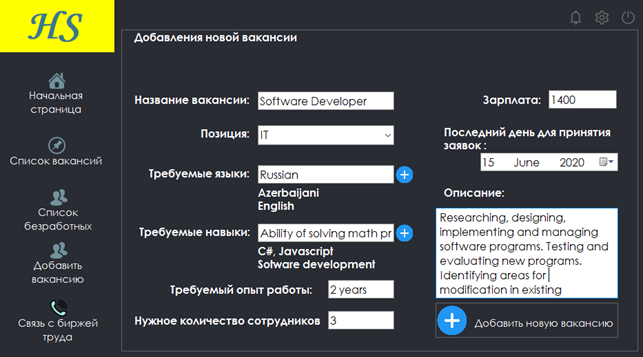 HS
Начальная
страница
Список вакансий
Список
безработных
Добавить
вакансию
Связь с биржей
труда
Добавления новой вакансии
Название вакансии: Software Developer
Зарплата: 1400
Позиция: IT
Последний день для принятия
заявок :
15 June 2020
Требуемые языки: Russian
Azerbaijani
English
Описание:
Требуемые навыки: Ability of solving math pr
C#, Javascript
Sotware development
Требуемый опыт работы: 2 years
Нужное количество сотрудников 3
Researching, designing,
implementing and managing
software programs. Testing and
evaluating new programs.
Identifying areas for
modification in existing
Добавить новую вакансию